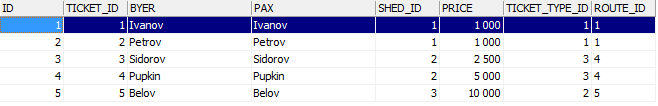 ID TICKET_ID BYER PAX SHED_ID PRICE TICKET_TYPE_ID ROUTE_ID
1 1 Ivanov Ivanov 1 1 000 1 1
2 2 Petrov Petrov 1 1 000 1 1
3 3 Sidorov Sidorov 2 2 500 3 4
4 4 Pupkin Pupkin 2 5 000 3 4
5 5 Belov Belov 3 10 000 2 5